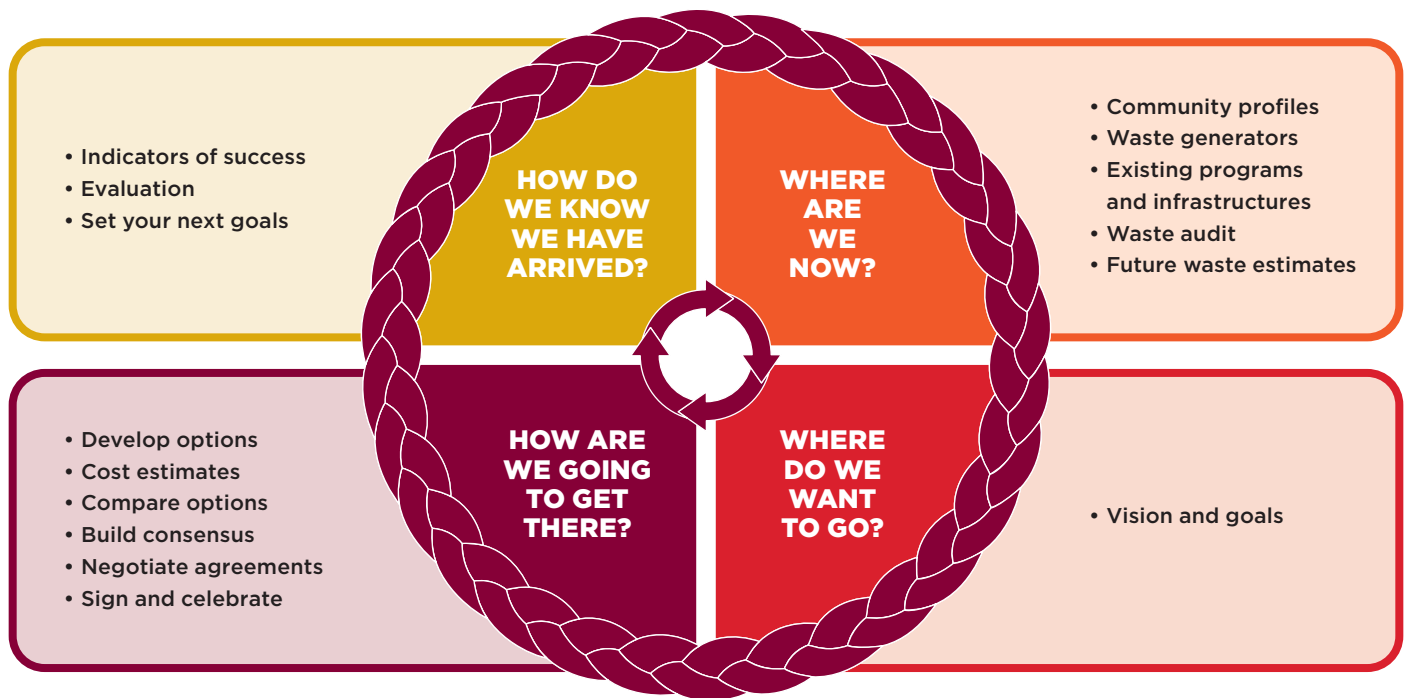 • Indicators of success
• Evaluation
• Set your next goals
HOW DO
WE KNOW
WE HAVE
ARRIVED?
WHERE
ARE
WE
NOW?
• Community profiles
• Waste generators
• Existing programs
and infrastructures
• Waste audit
• Future waste estimates
• Develop options
• Cost estimates
• Compare options
• Build consensus
• Negotiate agreements
• Sign and celebrate
HOW ARE
WE GOING
TO GET
THERE?
WHERE
DO WE
WANT
TO GO?
• Vision and goals